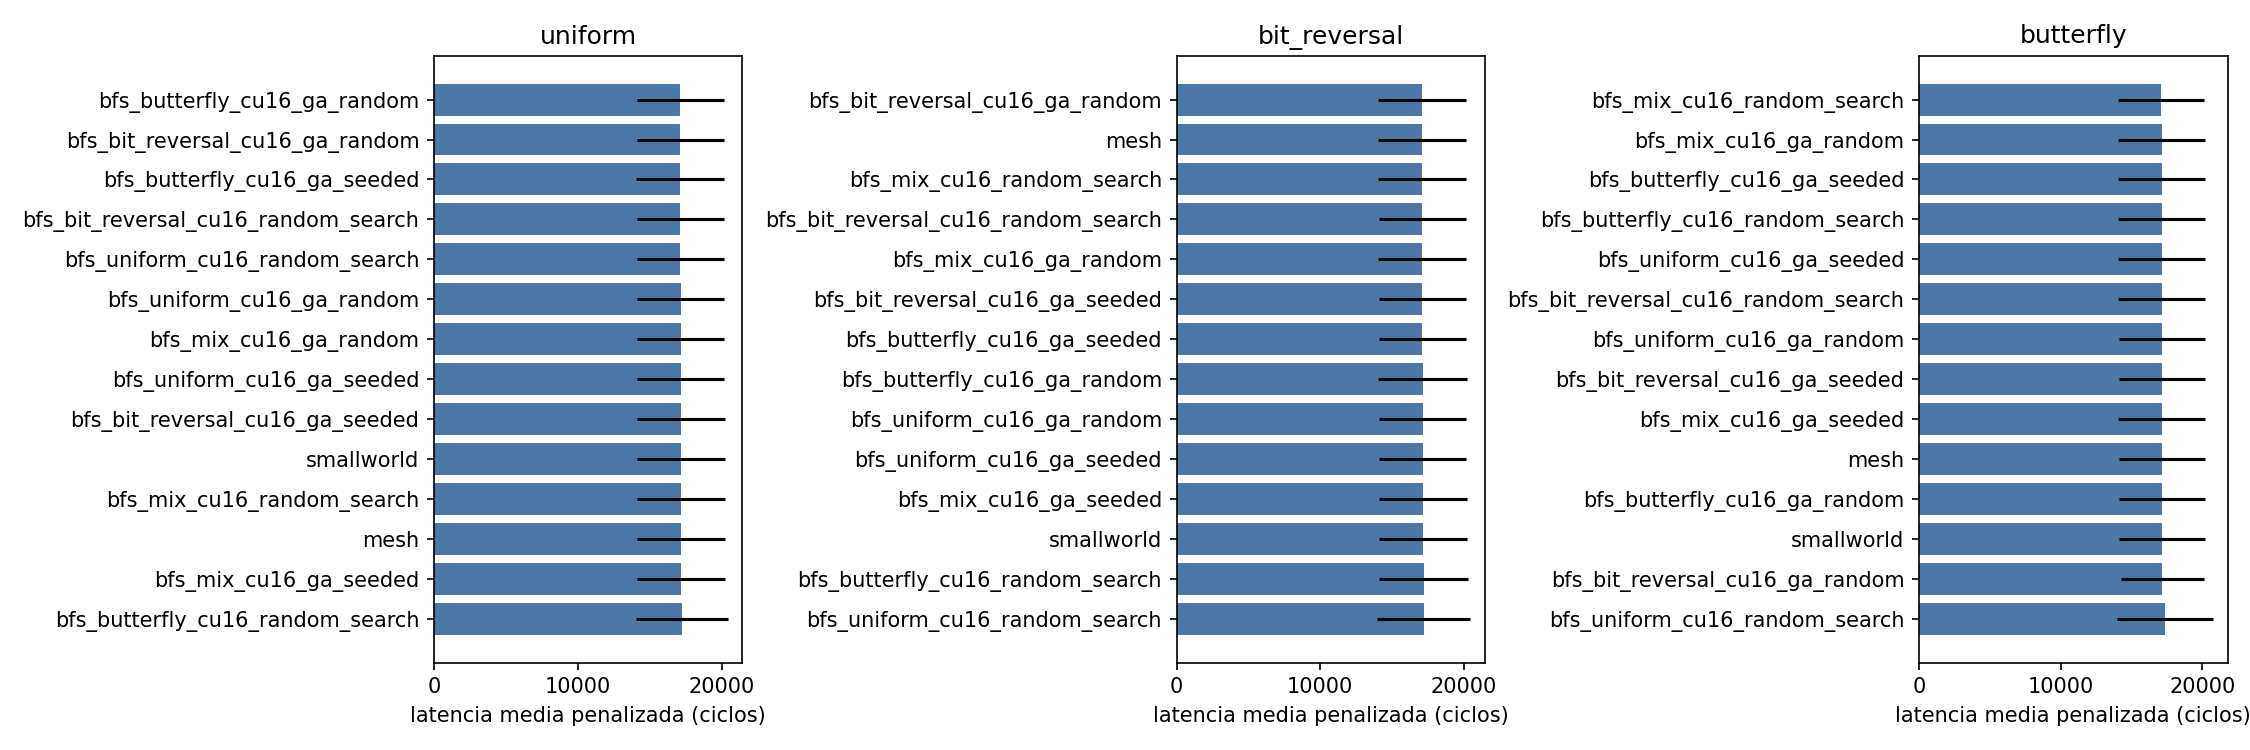 uniform
bfs_butterfly_cu16_ga_random
bfs_bit_reversal_cu16_ga_random
bfs_butterfly_cu16_ga_seeded
bfs_bit_reversal_cu16_random_search
bfs_uniform_cu16_random_search
bfs_uniform_cu16_ga_random
bfs_mix_cu16_ga_random
bfs_uniform_cu16_ga_seeded
bfs_bit_reversal_cu16_ga_seeded
smallworld
bfs_mix_cu16_random_search
mesh
bfs_mix_cu16_ga_seeded
bfs_butterfly_cu16_random_search
0 10000 20000
latencia media penalizada (ciclos)
bit_reversal
bfs_bit_reversal_cu16_ga_random
mesh
bfs_mix_cu16_random_search
bfs_bit_reversal_cu16_random_search
bfs_mix_cu16_ga_random
bfs_bit_reversal_cu16_ga_seeded
bfs_butterfly_cu16_ga_seeded
bfs_butterfly_cu16_ga_random
bfs_uniform_cu16_ga_random
bfs_uniform_cu16_ga_seeded
bfs_mix_cu16_ga_seeded
smallworld
bfs_butterfly_cu16_random_search
bfs_uniform_cu16_random_search
0 10000 20000
latencia media penalizada (ciclos)
butterfly
bfs_mix_cu16_random_search
bfs_mix_cu16_ga_random
bfs_butterfly_cu16_ga_seeded
bfs_butterfly_cu16_random_search
bfs_uniform_cu16_ga_seeded
bfs_bit_reversal_cu16_random_search
bfs_uniform_cu16_ga_random
bfs_bit_reversal_cu16_ga_seeded
bfs_mix_cu16_ga_seeded
mesh
bfs_butterfly_cu16_ga_random
smallworld
bfs_bit_reversal_cu16_ga_random
bfs_uniform_cu16_random_search
0 10000 20000
latencia media penalizada (ciclos)